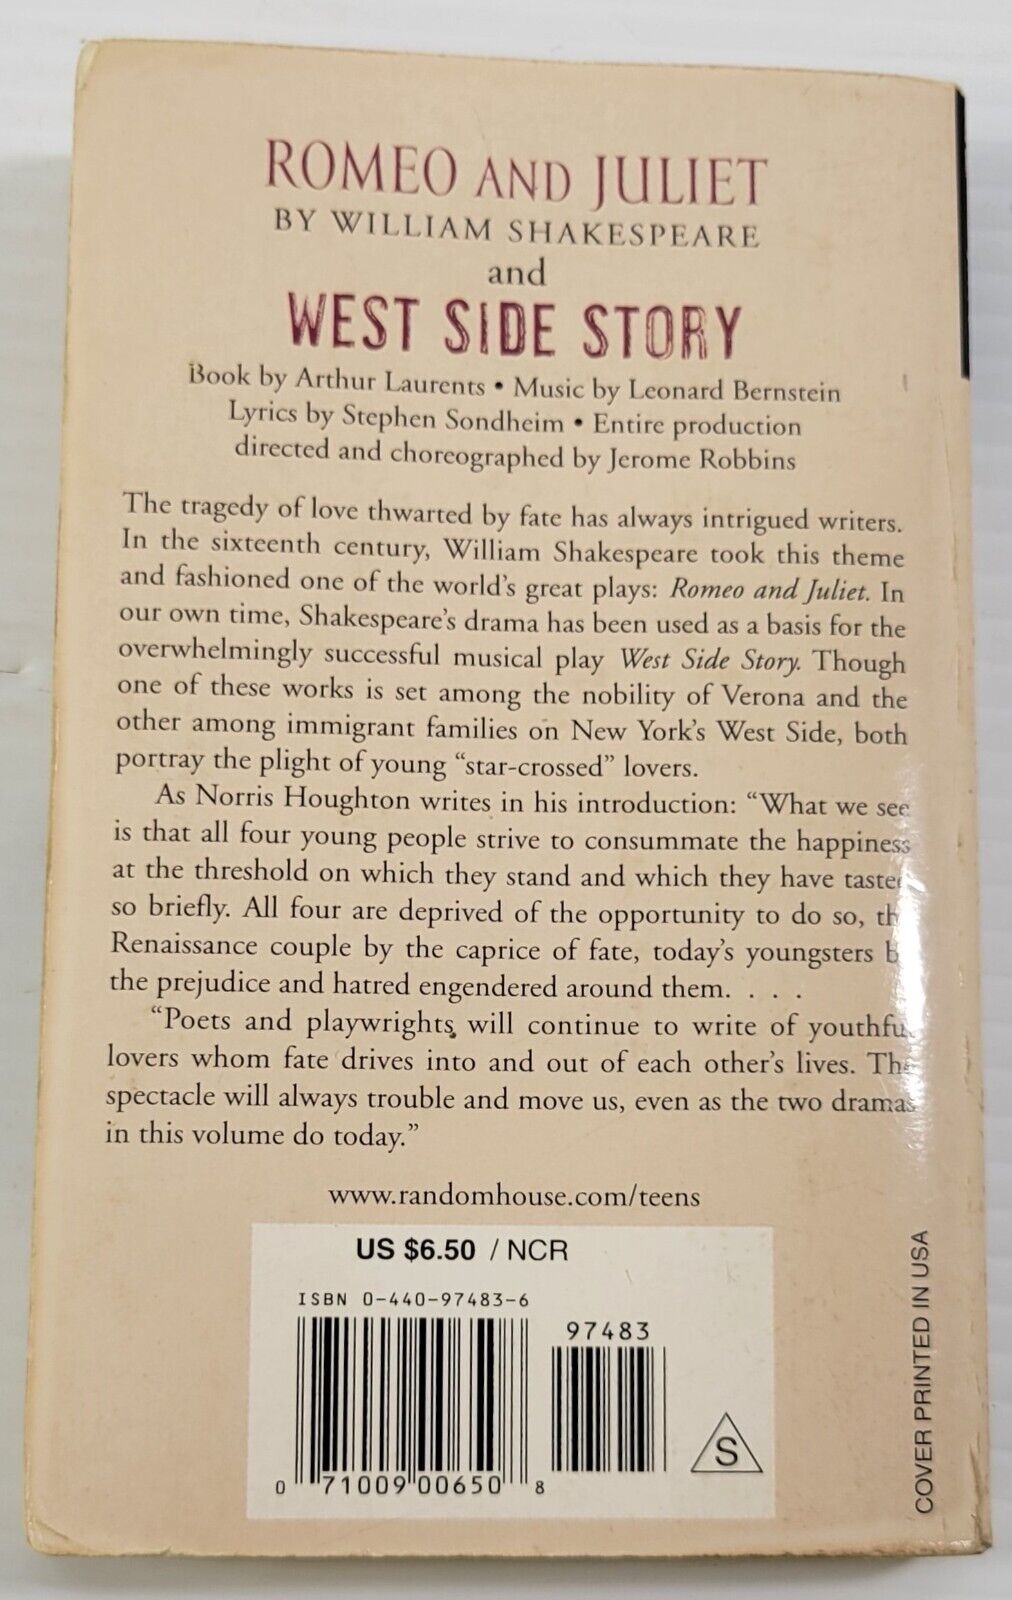 ROMEO AND JULIET
BY WILLIAM SHAKESPEARE
and
WEST SIDE STORY
Book by Arthur Laurents • Music by Leonard Bernstein
Lyrics by Stephen Sondheim • Entire production
directed and choreographed by Jerome Robbins
The tragedy of love thwarted by fate has always intrigued writers.
In the sixteenth century, William Shakespeare took this theme
and fashioned one of the world's great plays: Romeo and Juliet. In
our own time, Shakespeare's drama has been used as a basis for the
overwhelmingly successful musical play West Side Story. Though
one of these works is set among the nobility of Verona and the
other among immigrant families on New York's West Side, both
portray the plight of young “star-crossed” lovers.
As Norris Houghton writes in his introduction: “What we see
is that all four young people strive to consummate the happiness
at the threshold on which they stand and which they have tasted
so briefly. All four are deprived of the opportunity to do so, the
Renaissance couple by the caprice of fate, today's youngsters by
the prejudice and hatred engendered around them. . . .
“Poets and playwrights will continue to write of youthful
lovers whom fate drives into and out of each other's lives. The
spectacle will always trouble and move us, even as the two dramas
in this volume do today.”
www.randomhouse.com/teens
US $6.50 / NCR
ISBN 0-440-97483-6
97483
0 71009 00650 8
S
COVER PRINTED IN USA